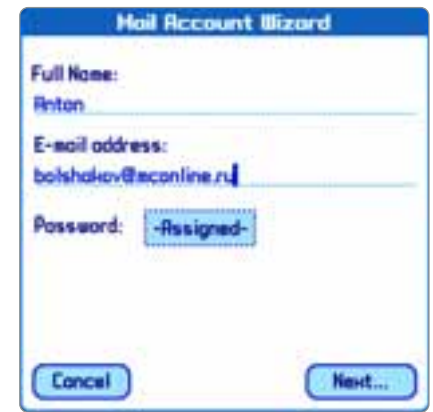 Mail Account Wizard
Full Name:
Anton
E-mail address:
bolshakov@mconline.ru
Password: -Assigned-
Cancel Next...